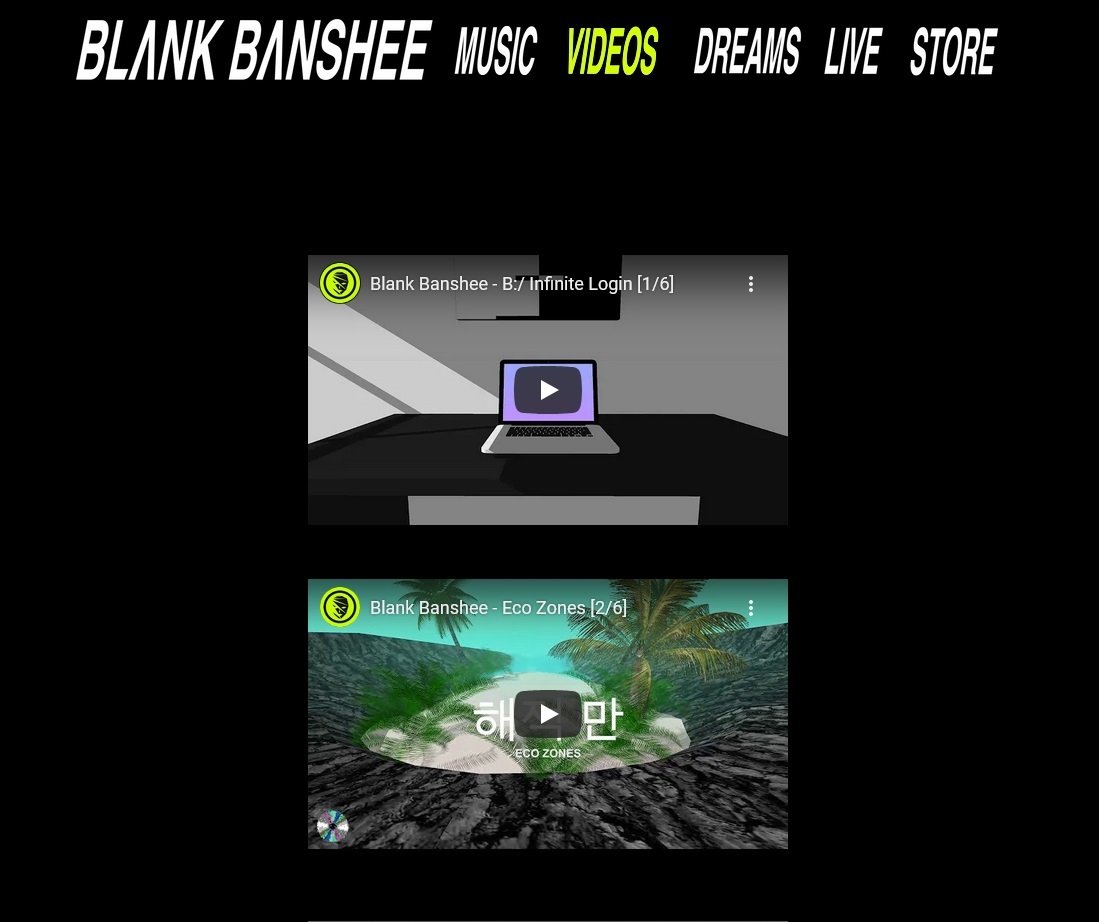 BLANK BANSHEE MUSIC VIDEOS DREAMS LIVE STORE
Blank Banshee - B:/ Infinite Login [1/6]
Blank Banshee - Eco Zones [2/6]
해 만
ECO ZONES